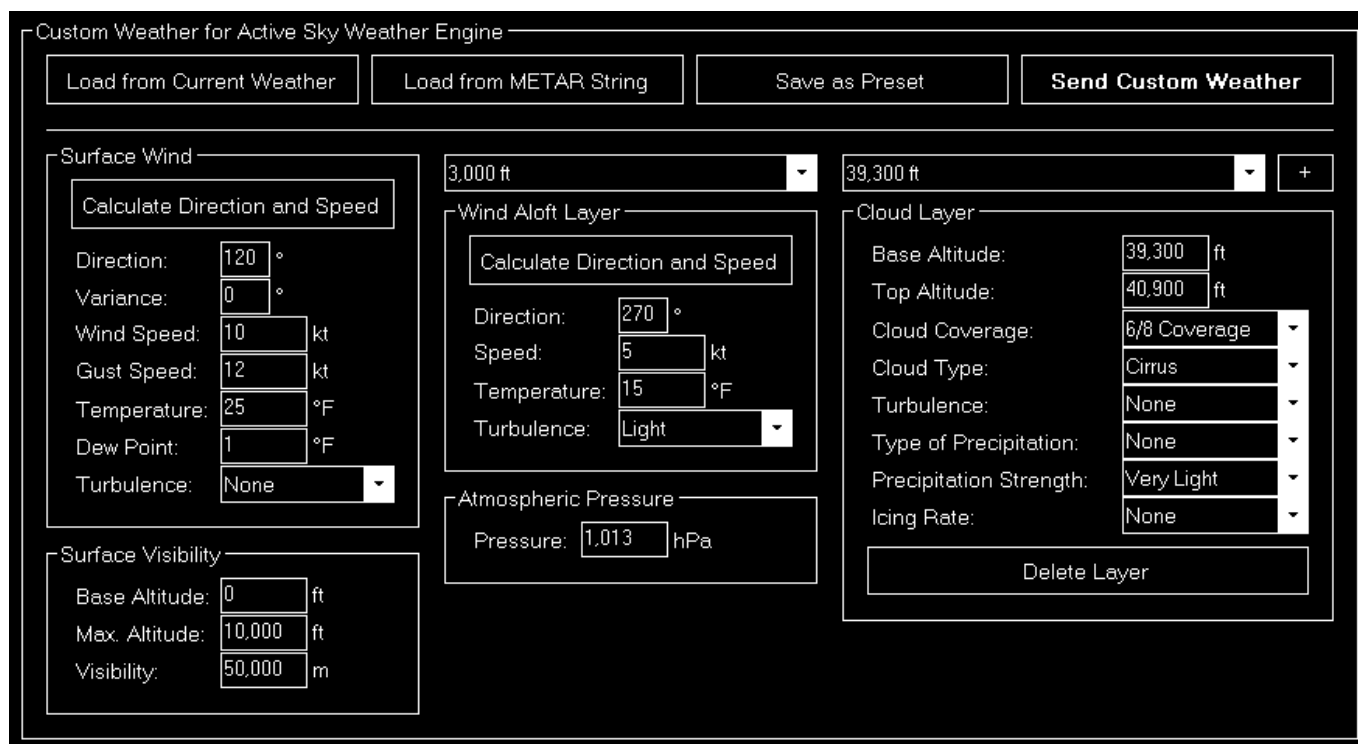 Custom Weather for Active Sky Weather Engine
Load from Current Weather
Load from METAR String
Save as Preset
Send Custom Weather
Surface Wind
Calculate Direction and Speed
Direction: 120 °
Variance: 0 °
Wind Speed: 10 kt
Gust Speed: 12 kt
Temperature: 25 °F
Dew Point: 1 °F
Turbulence: None
Surface Visibility
Base Altitude: 0 ft
Max. Altitude: 10,000 ft
Visibility: 50,000 m
3,000 ft
Wind Aloft Layer
Calculate Direction and Speed
Direction: 270 °
Speed: 5 kt
Temperature: 15 °F
Turbulence: Light
Atmospheric Pressure
Pressure: 1,013 hPa
39,300 ft
+
Cloud Layer
Base Altitude: 39,300 ft
Top Altitude: 40,900 ft
Cloud Coverage: 6/8 Coverage
Cloud Type: Cirrus
Turbulence: None
Type of Precipitation: None
Precipitation Strength: Very Light
Icing Rate: None
Delete Layer